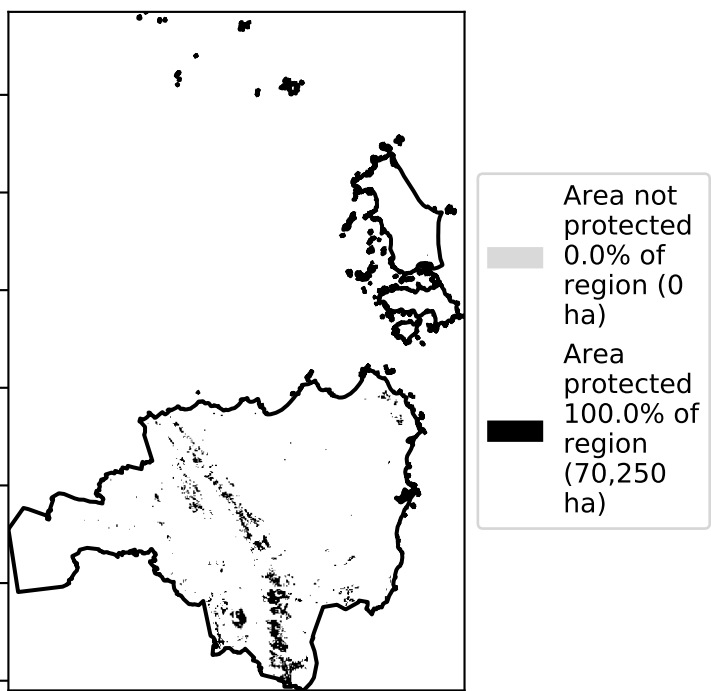 Area not
protected
0.0% of
region (0
ha)
Area
protected
100.0% of
region
(70,250
ha)